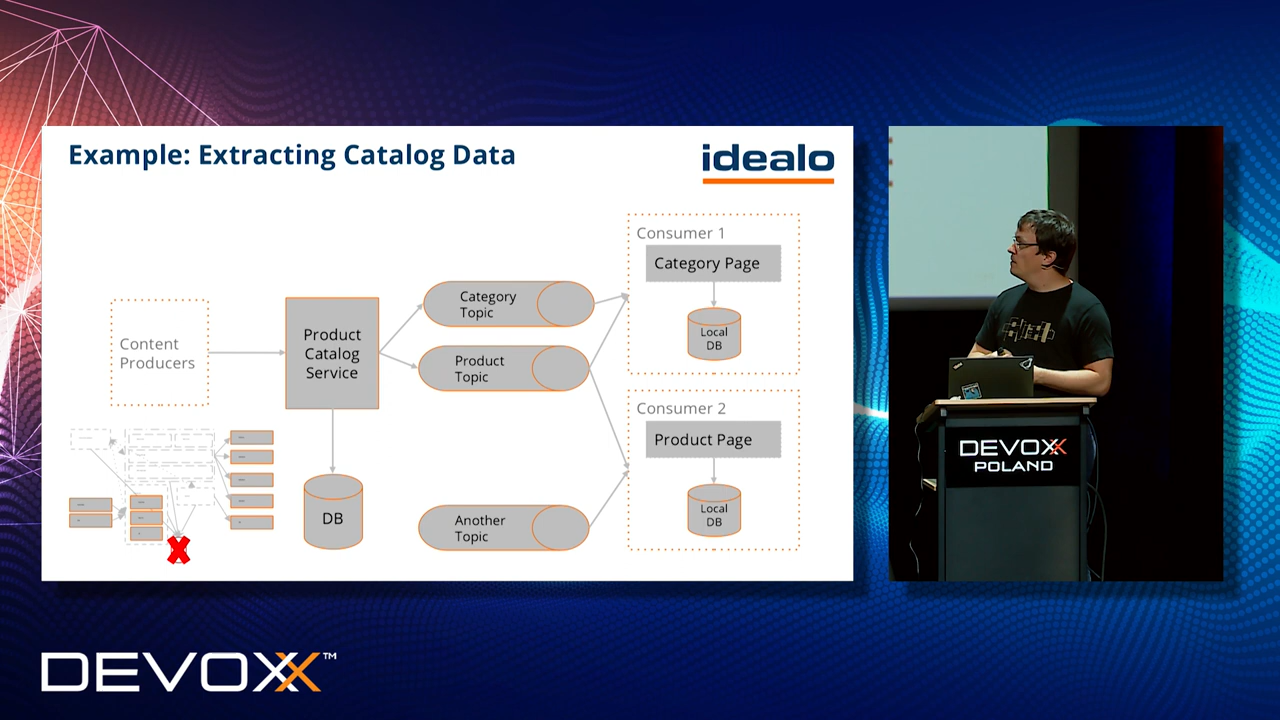 Example: Extracting Catalog Data
idealo
Consumer 1
Category Page
Local
DB
Category
Topic
Product
Topic
Content
Producers
Product
Catalog
Service
DB
Consumer 2
Product Page
Local
DB
Another
Topic
DEVOXX
POLAND
DEVOXX™